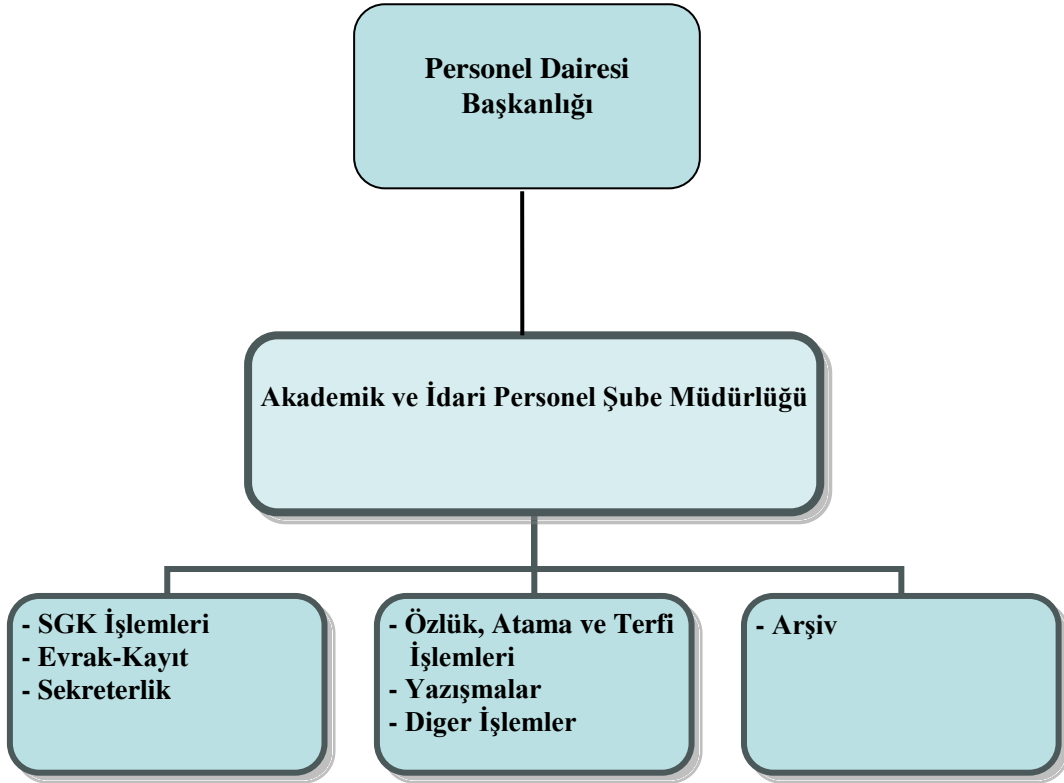 Personel Dairesi
Başkanlığı
Akademik ve İdari Personel Şube Müdürlüğü
- SGK İşlemleri
- Evrak-Kayıt
- Sekreterlik
- Özlük, Atama ve Terfi
İşlemleri
- Yazışmalar
- Diger İşlemler
- Arşiv